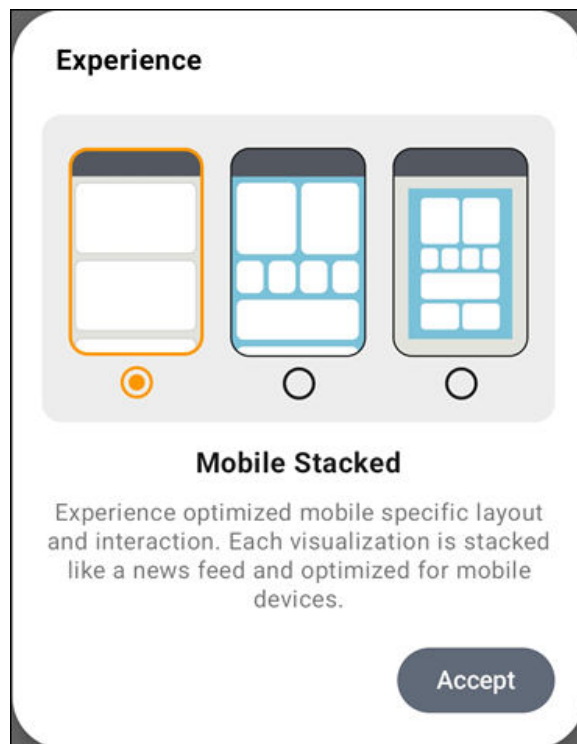 Experience
Mobile Stacked
Experience optimized mobile specific layout
and interaction. Each visualization is stacked
like a news feed and optimized for mobile
devices.
Accept